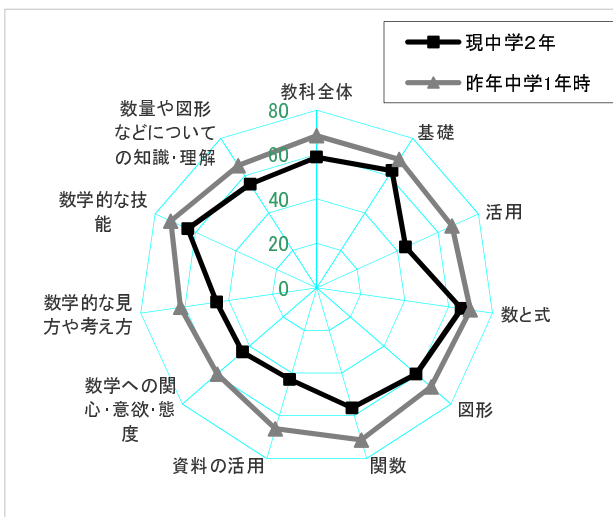 現中学2年
昨年中学1年時
教科全体
基礎
活用
数と式
図形
関数
資料の活用
数学への関
心・意欲・態
度
数学的な見
方や考え方
数学的な技
能
数量や図形
などについて
の知識・理解
80
60
40
20
0